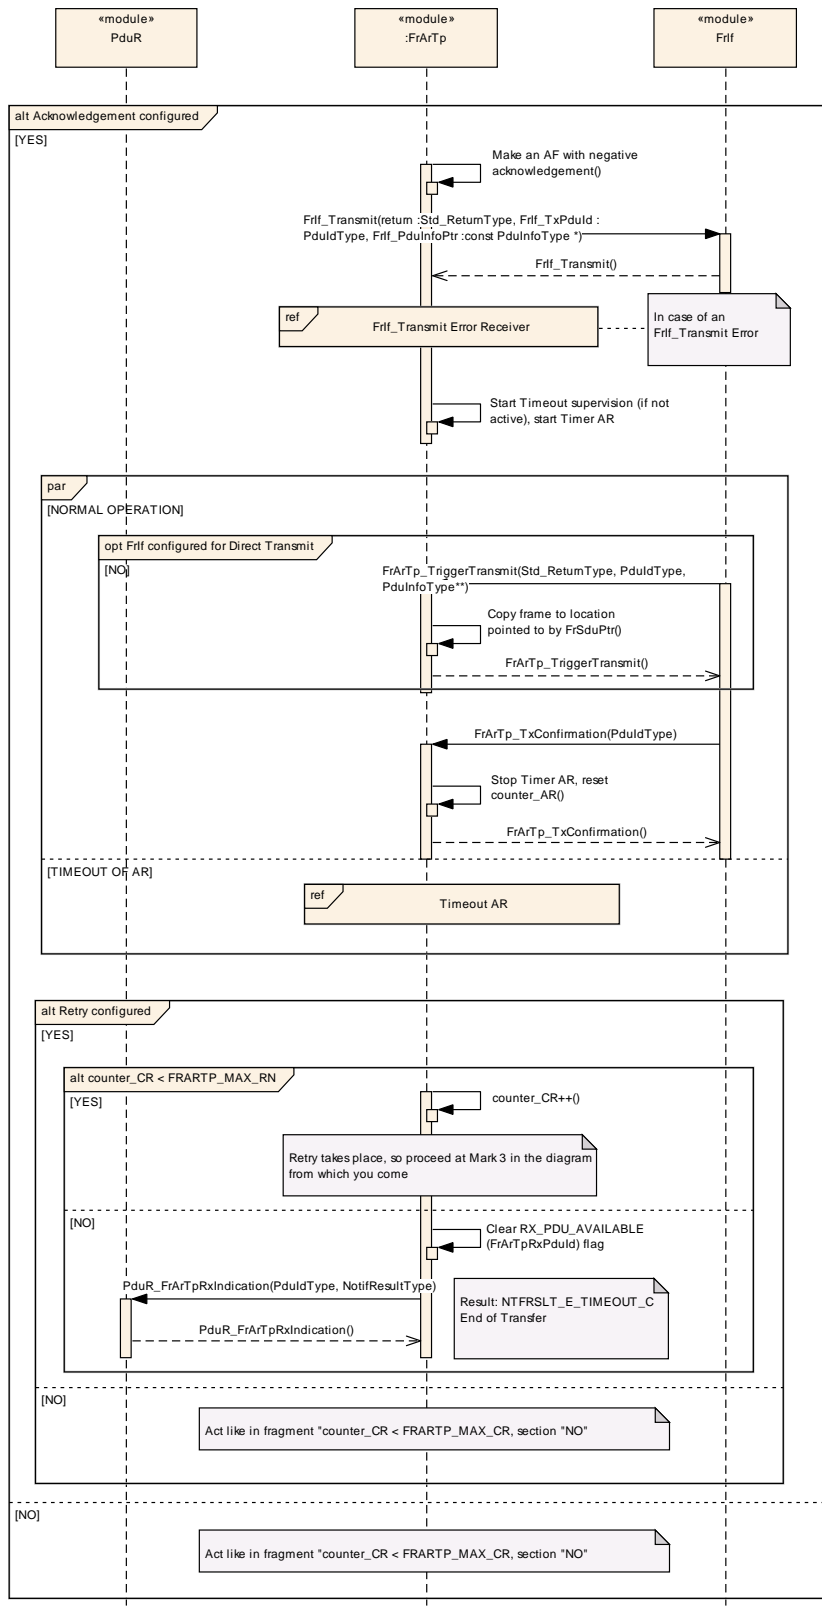 «module»
PduR
«module»
:FrArTp
«module»
FrIf
alt Acknowledgement configured
[YES]
Make an AF with negative
acknowledgement()
FrIf_Transmit(return :Std_ReturnType, FrIf_TxPduId :
PduIdType, FrIf_PduInfoPtr :const PduInfoType *)
FrIf_Transmit()
ref
FrIf_Transmit Error Receiver
In case of an
FrIf_Transmit Error
Start Timeout supervision (if not
active), start Timer AR
par
[NORMAL OPERATION]
opt FrIf configured for Direct Transmit
[NO]
FrArTp_TriggerTransmit(Std_ReturnType, PduIdType,
PduInfoType**)
Copy frame to location
pointed to by FrSduPtr()
FrArTp_TriggerTransmit()
FrArTp_TxConfirmation(PduIdType)
Stop Timer AR, reset
counter_AR()
FrArTp_TxConfirmation()
[TIMEOUT OF AR]
ref
Timeout AR
alt Retry configured
[YES]
alt counter_CR < FRARTP_MAX_RN
[YES]
counter_CR++()
Retry takes place, so proceed at Mark 3 in the diagram
from which you come
[NO]
Clear RX_PDU_AVAILABLE
(FrArTpRxPduId) flag
PduR_FrArTpRxIndication(PduIdType, NotifResultType)
Result: NTFRSLT_E_TIMEOUT_C
End of Transfer
PduR_FrArTpRxIndication()
[NO]
Act like in fragment "counter_CR < FRARTP_MAX_CR, section "NO"
[NO]
Act like in fragment "counter_CR < FRARTP_MAX_CR, section "NO"